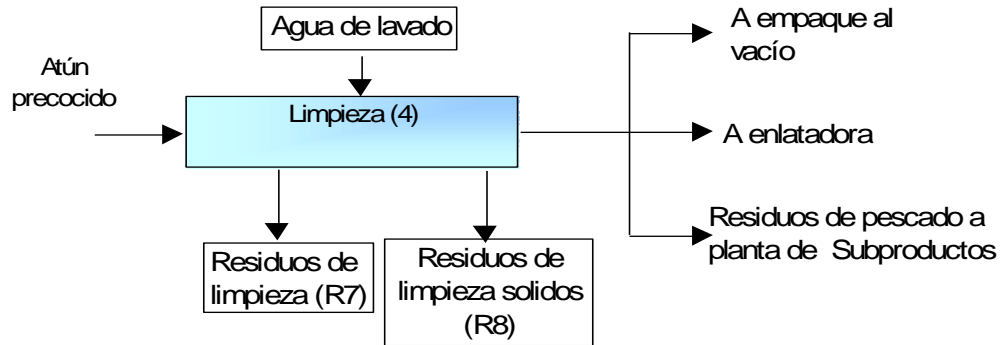 Agua de lavado
Atún
precocido
Limpieza (4)
A empaque al
vacío
A enlatadora
Residuos de pescado a
planta de Subproductos
Residuos de
limpieza (R7)
Residuos de
limpieza solidos
(R8)